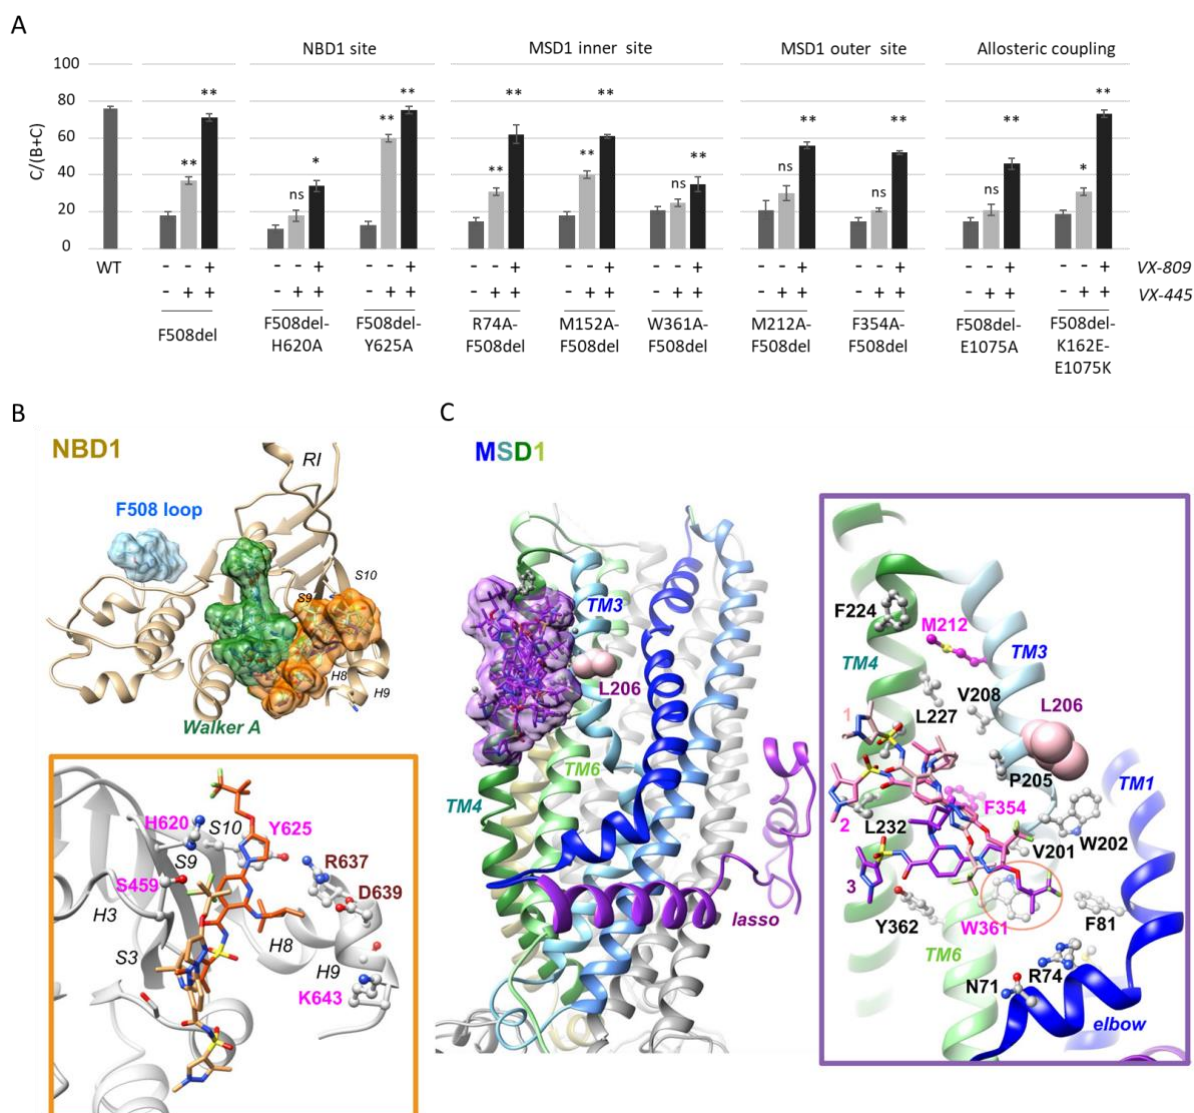 A
NBD1 site
MSD1 inner site
MSD1 outer site
Allosteric coupling
C/(B+C)
100
80
60
40
20
0
** ** ns * ** ** ** ** ** ** ns ** ns ** ns ** ns ** * **
WT
- - + - - + - - + - - + - - + - - + - - + - - + - - + - - + VX-809
- + + - + + - + + - + + - + + - + + - + + - + + - + + - + + VX-445
F508del
F508del-
H620A
F508del-
Y625A
R74A-
F508del
M152A-
F508del
W361A-
F508del
M212A-
F508del
F354A-
F508del
F508del-
E1075A
F508del-
K162E-
E1075K
B
NBD1
RI
F508 loop
S10
S9
H8
H9
Walker A
H620
S10
Y625
S9
R637
S459
D639
H3
H8
S3
H9
K643
C
MSD1
TM3
L206
TM6
TM4
lasso
F224
M212
TM4
TM3
V208
L206
L227
1
P205
TM1
F354
2
L232
W202
V201
3
Y362
W361
F81
TM6
R74
N71
elbow